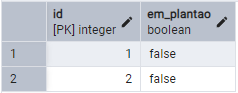 id em_plantao
[PK] integer boolean
1 1 false
2 2 false